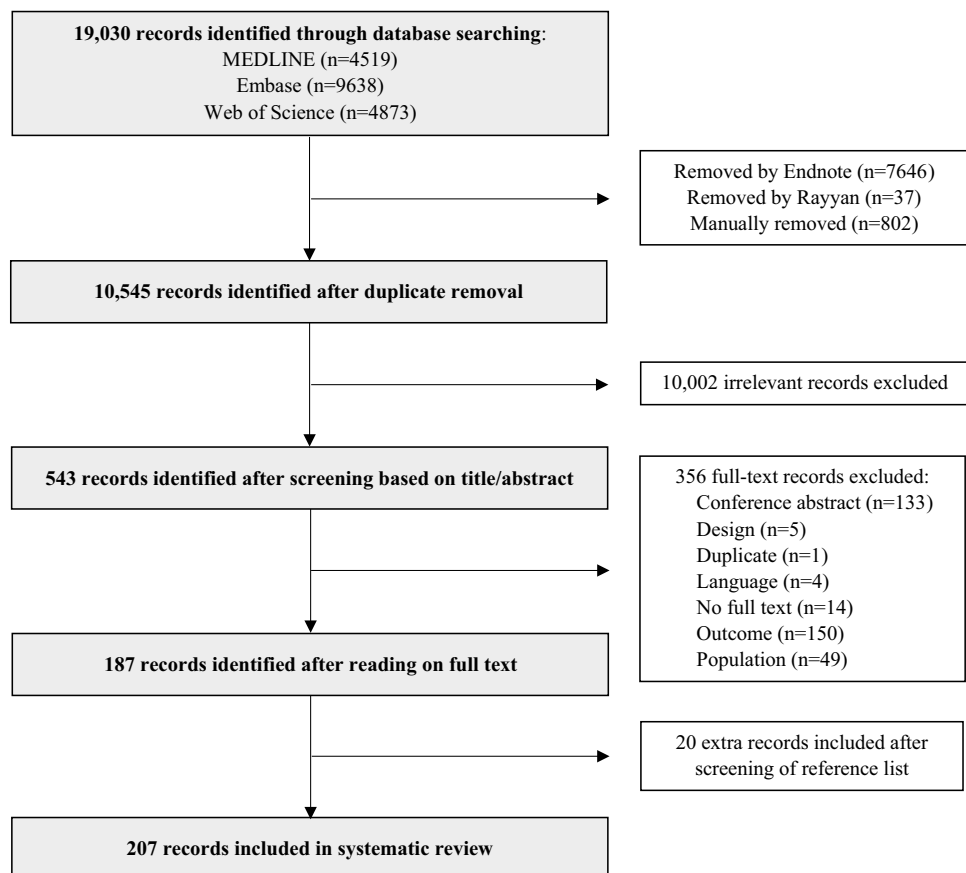 19,030 records identified through database searching:
MEDLINE (n=4519)
Embase (n=9638)
Web of Science (n=4873)
Removed by Endnote (n=7646)
Removed by Rayyan (n=37)
Manually removed (n=802)
10,545 records identified after duplicate removal
10,002 irrelevant records excluded
543 records identified after screening based on title/abstract
356 full-text records excluded:
Conference abstract (n=133)
Design (n=5)
Duplicate (n=1)
Language (n=4)
No full text (n=14)
Outcome (n=150)
Population (n=49)
187 records identified after reading on full text
20 extra records included after
screening of reference list
207 records included in systematic review